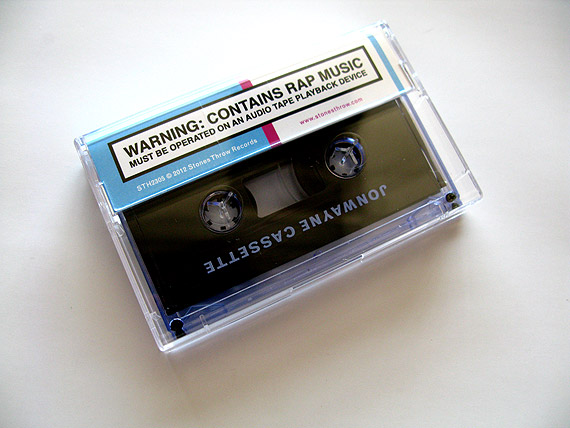 WARNING: CONTAINS RAP MUSIC
MUST BE OPERATED ON AN AUDIO TAPE PLAYBACK DEVICE
STH2305 © 2012 Stones Throw Records
www.stonesthrow.com
JONWAYNE CASSETTE